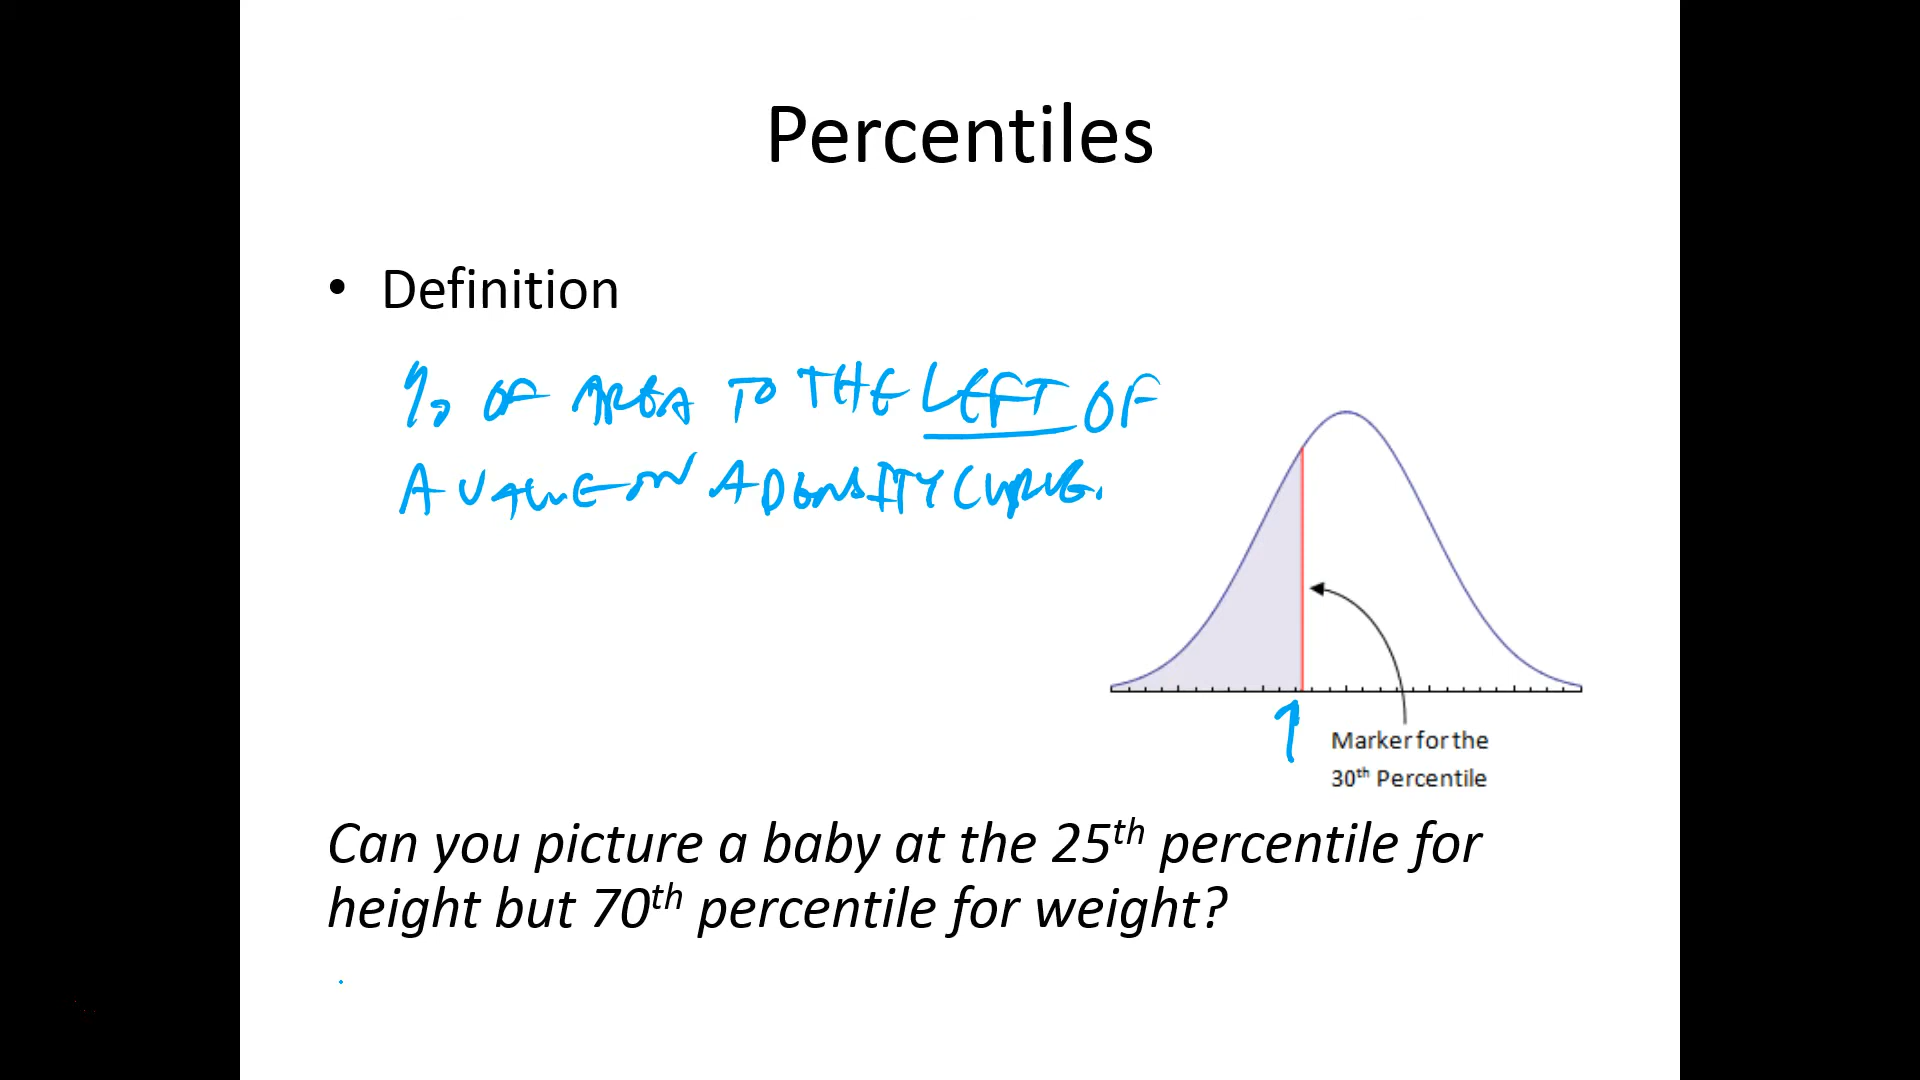 Percentiles
• Definition
% OF AREA TO THE LEFT OF
A VALUE ON A DENSITY CURVE.
Marker for the
30th Percentile
Can you picture a baby at the 25th percentile for
height but 70th percentile for weight?